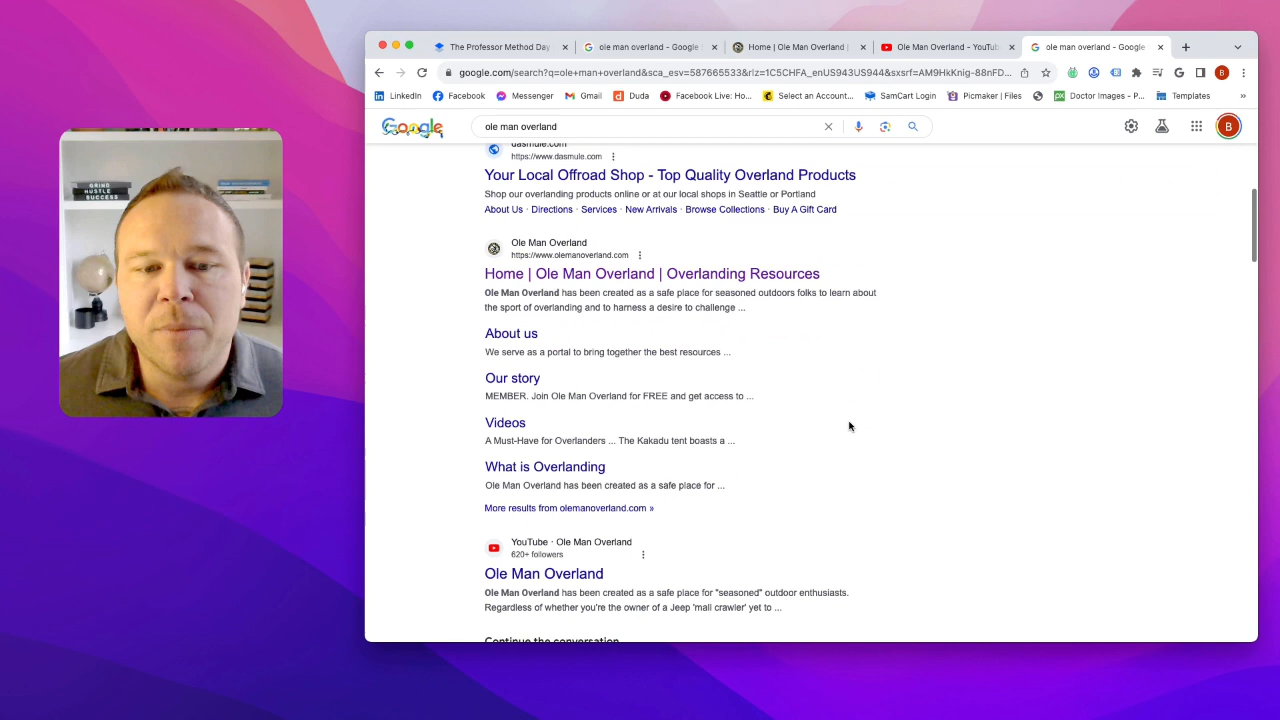 The Professor Method Day
ole man overland - Google
Home | Ole Man Overland |
Ole Man Overland - YouTub
ole man overland - Google
google.com/search?q=ole+man+overland&sca_esv=587665533&rlz=1C5CHFA_enUS943US944&sxsrf=AM9HkKnig-88nFD...
B
LinkedIn
Facebook
Messenger
Gmail
Duda
Facebook Live: Ho...
Select an Account...
SamCart Login
Picmaker | Files
Doctor Images - P...
Templates
Google
ole man overland
B
GRIND
HUSTLE
SUCCESS
dasmule.com
https://www.dasmule.com
Your Local Offroad Shop - Top Quality Overland Products
Shop our overlanding products online or at our local shops in Seattle or Portland
About Us · Directions · Services · New Arrivals · Browse Collections · Buy A Gift Card
Ole Man Overland
https://www.olemanoverland.com
Home | Ole Man Overland | Overlanding Resources
Ole Man Overland has been created as a safe place for seasoned outdoors folks to learn about
the sport of overlanding and to harness a desire to challenge ...
About us
We serve as a portal to bring together the best resources ...
Our story
MEMBER. Join Ole Man Overland for FREE and get access to ...
Videos
A Must-Have for Overlanders ... The Kakadu tent boasts a ...
What is Overlanding
Ole Man Overland has been created as a safe place for ...
More results from olemanoverland.com »
YouTube · Ole Man Overland
620+ followers
Ole Man Overland
Ole Man Overland has been created as a safe place for "seasoned" outdoor enthusiasts.
Regardless of whether you're the owner of a Jeep 'mall crawler' yet to ...
Continue the conversation